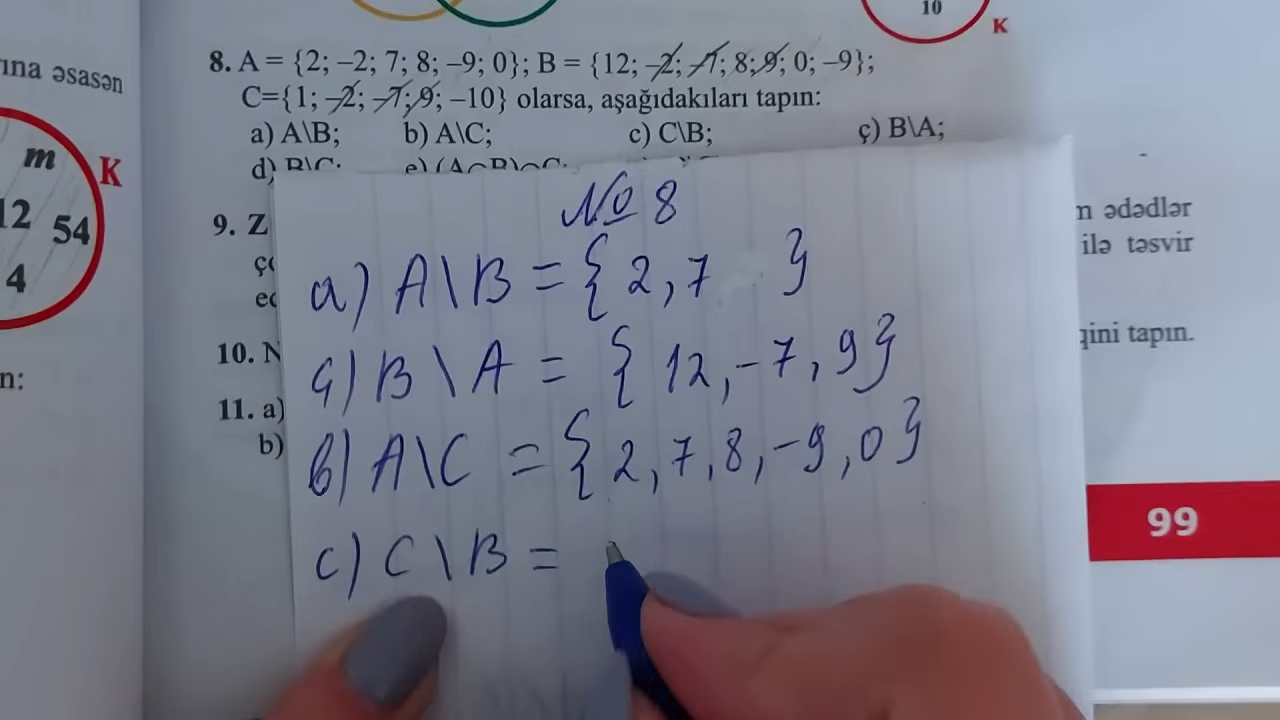 10
K
ına əsasən
8. A = {2; –2; 7; 8; –9; 0}; B = {12; –2; –7; 8; 9; 0; –9};
C={1; –2; –7; 9; –10} olarsa, aşağıdakıları tapın:
a) A\B; b) A\C; c) C\B; ç) B\A;
d) B\C; e) (A∩B)∩C;
m K
12 54
4
n:
№ 8
a) A\B = {2, 7 }
ç) B\A = {12, -7, 9}
b) A\C = {2, 7, 8, -9, 0}
c) C\B =
9. Z
10. N
11. a)
b)
m ədədlər
ilə təsvir
qini tapın.
99